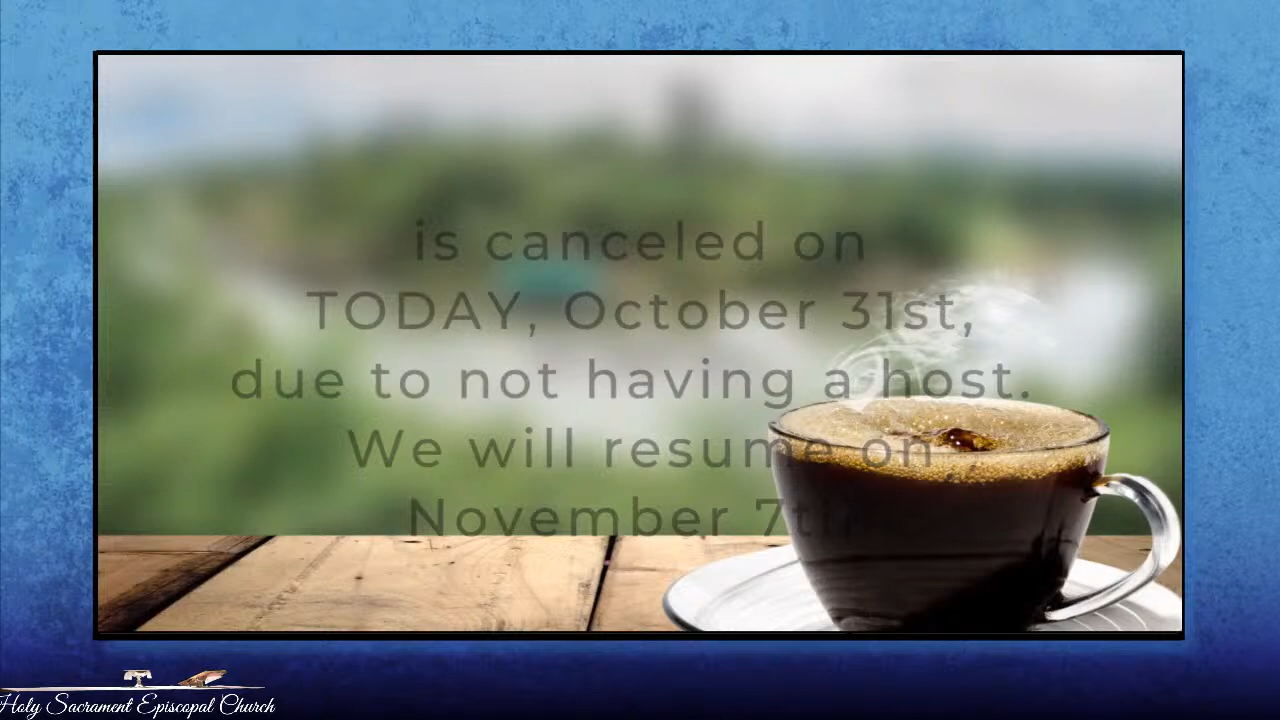 is canceled on
TODAY, October 31st,
due to not having a host.
We will resume on
November 7th
Holy Sacrament Episcopal Church